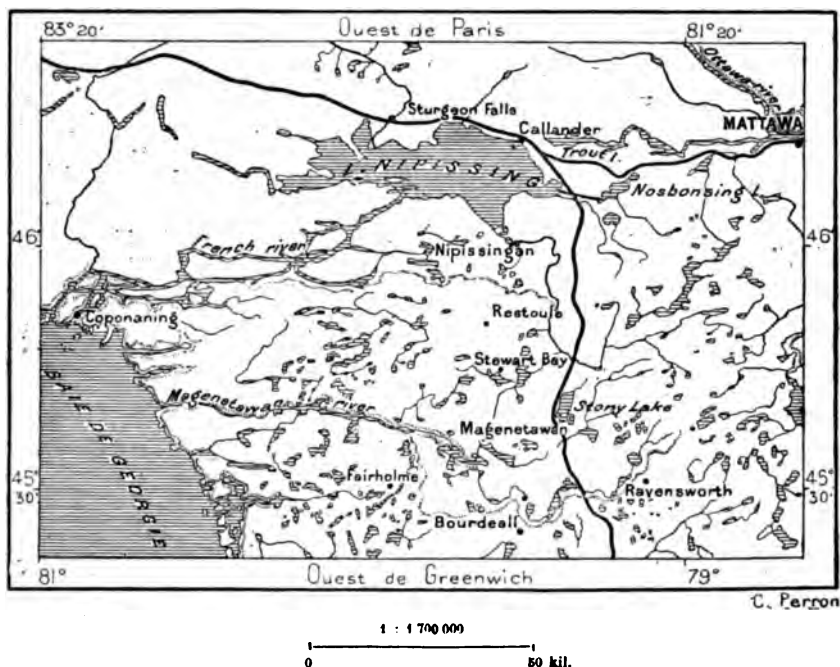 83° 20'
Ouest de Paris
81° 20'
Ottawa river
Sturgeon Falls
Callander
MATTAWA
Trout l.
L. NIPISSING
Nosbonsing L.
46°
46°
French river
Nipissingan
Coponaning
Restoul
Stewart Bay
BAIE DE GEORGIE
Magenetawan river
Stony Lake
Magenetawan
45°
30'
Fairholme
Ravensworth
45°
30'
Bourdeall
81°
Ouest de Greenwich
79°
C. Perron
1 : 1 700 000
0
50 kil.